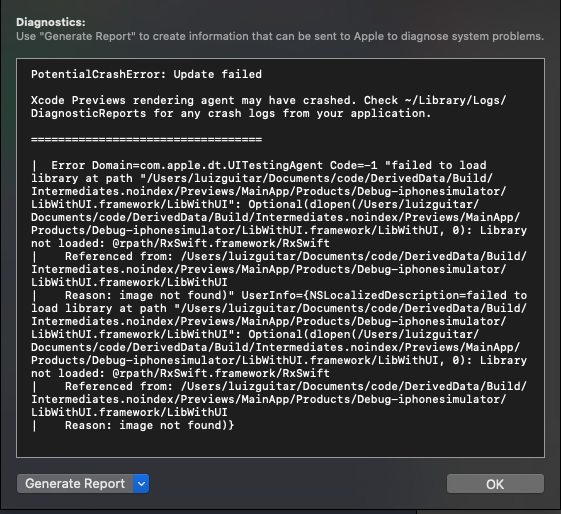 Diagnostics:
Use "Generate Report" to create information that can be sent to Apple to diagnose system problems.
PotentialCrashError: Update failed
Xcode Previews rendering agent may have crashed. Check ~/Library/Logs/
DiagnosticReports for any crash logs from your application.
==================================
|  Error Domain=com.apple.dt.UITestingAgent Code=-1 "failed to load
library at path "/Users/luizguitar/Documents/code/DerivedData/Build/
Intermediates.noindex/Previews/MainApp/Products/Debug-iphonesimulator/
LibWithUI.framework/LibWithUI": Optional(dlopen(/Users/luizguitar/
Documents/code/DerivedData/Build/Intermediates.noindex/Previews/MainApp/
Products/Debug-iphonesimulator/LibWithUI.framework/LibWithUI, 0): Library
not loaded: @rpath/RxSwift.framework/RxSwift
|    Referenced from: /Users/luizguitar/Documents/code/DerivedData/Build/
Intermediates.noindex/Previews/MainApp/Products/Debug-iphonesimulator/
LibWithUI.framework/LibWithUI
|    Reason: image not found)" UserInfo={NSLocalizedDescription=failed to
load library at path "/Users/luizguitar/Documents/code/DerivedData/Build/
Intermediates.noindex/Previews/MainApp/Products/Debug-iphonesimulator/
LibWithUI.framework/LibWithUI": Optional(dlopen(/Users/luizguitar/
Documents/code/DerivedData/Build/Intermediates.noindex/Previews/MainApp/
Products/Debug-iphonesimulator/LibWithUI.framework/LibWithUI, 0): Library
not loaded: @rpath/RxSwift.framework/RxSwift
|    Referenced from: /Users/luizguitar/Documents/code/DerivedData/Build/
Intermediates.noindex/Previews/MainApp/Products/Debug-iphonesimulator/
LibWithUI.framework/LibWithUI
|    Reason: image not found)}
Generate Report
OK